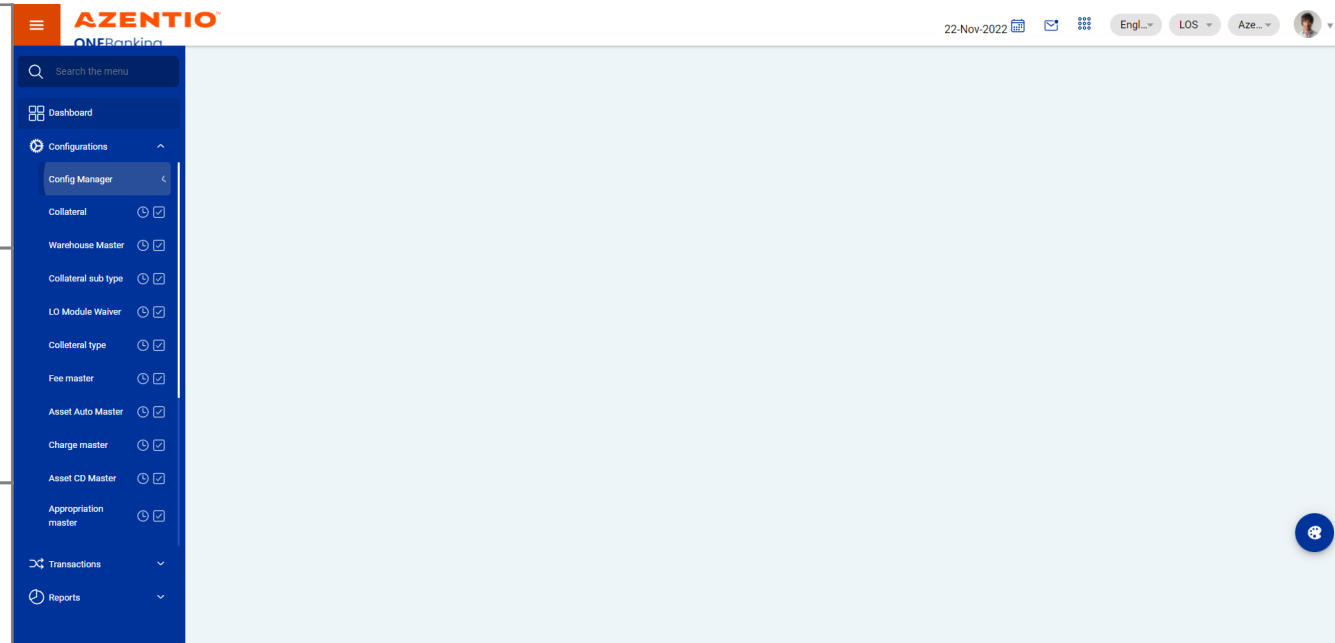 AZENTIO
ONEBanking
22-Nov-2022
Engl...
LOS
Aze...
Search the menu
Dashboard
Configurations
Config Manager
Collateral
Warehouse Master
Collateral sub type
LO Module Waiver
Colleteral type
Fee master
Asset Auto Master
Charge master
Asset CD Master
Appropriation
master
Transactions
Reports